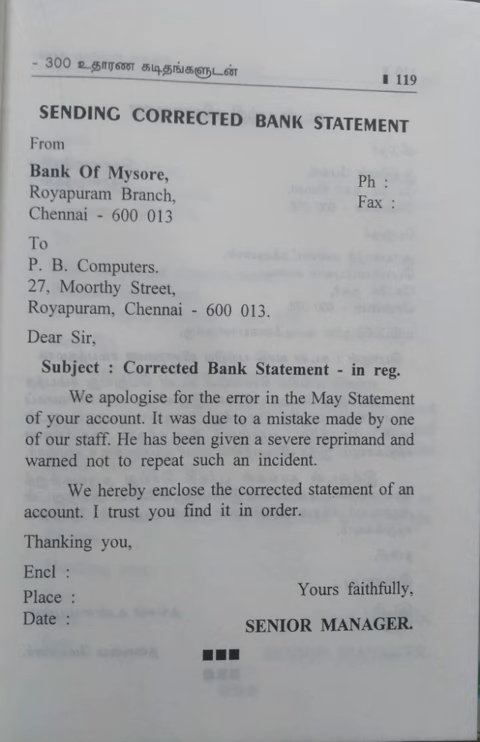 - 300 உதாரண கடிதங்களுடன்
119
SENDING CORRECTED BANK STATEMENT
From
Bank Of Mysore,
Royapuram Branch,
Chennai - 600 013
Ph :
Fax :
To
P. B. Computers.
27, Moorthy Street,
Royapuram, Chennai - 600 013.
Dear Sir,
Subject : Corrected Bank Statement - in reg.
We apologise for the error in the May Statement
of your account. It was due to a mistake made by one
of our staff. He has been given a severe reprimand and
warned not to repeat such an incident.
We hereby enclose the corrected statement of an
account. I trust you find it in order.
Thanking you,
Encl :
Place :
Date :
Yours faithfully,
SENIOR MANAGER.